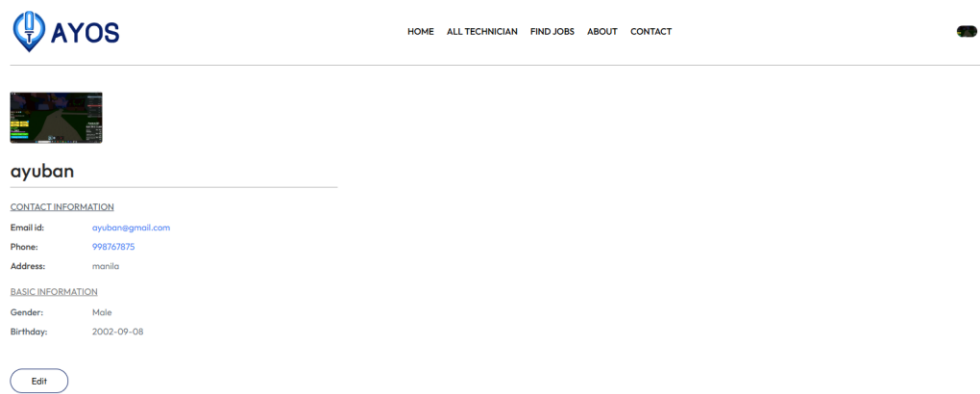 AYOS
HOME ALL TECHNICIAN FIND JOBS ABOUT CONTACT
ayuban
CONTACT INFORMATION
Email id: ayuban@gmail.com
Phone: 998767875
Address: manila
BASIC INFORMATION
Gender: Male
Birthday: 2002-09-08
Edit